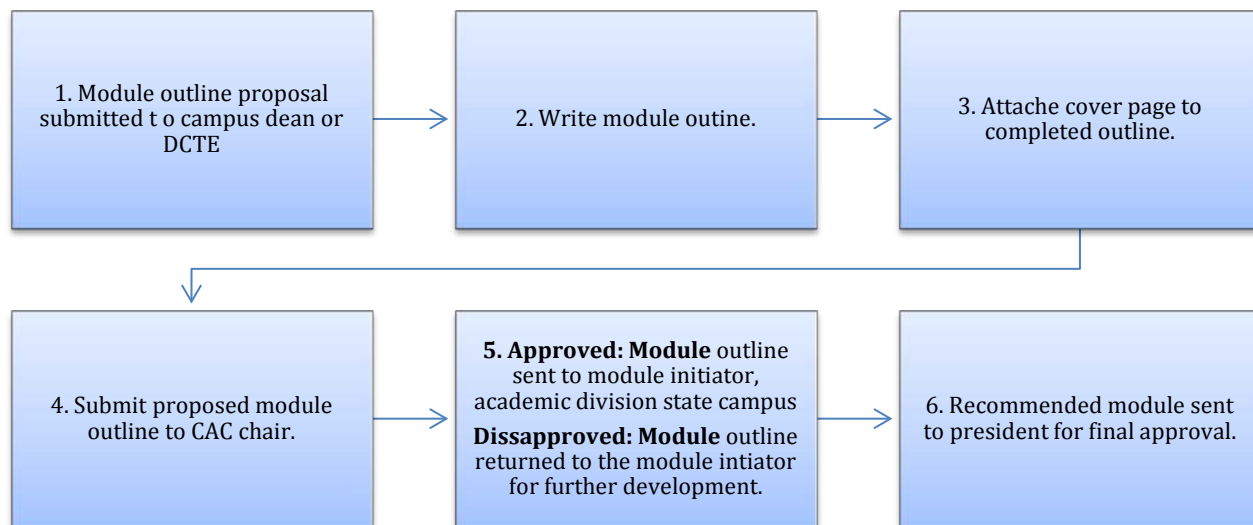 1. Module outline proposal
submitted t o campus dean or
DCTE
2. Write module outine.
3. Attache cover page to
completed outline.
4. Submit proposed module
outline to CAC chair.
5. Approved: Module outline
sent to module initiator,
academic division state campus
Dissapproved: Module outline
returned to the module intiator
for further development.
6. Recommended module sent
to president for final approval.